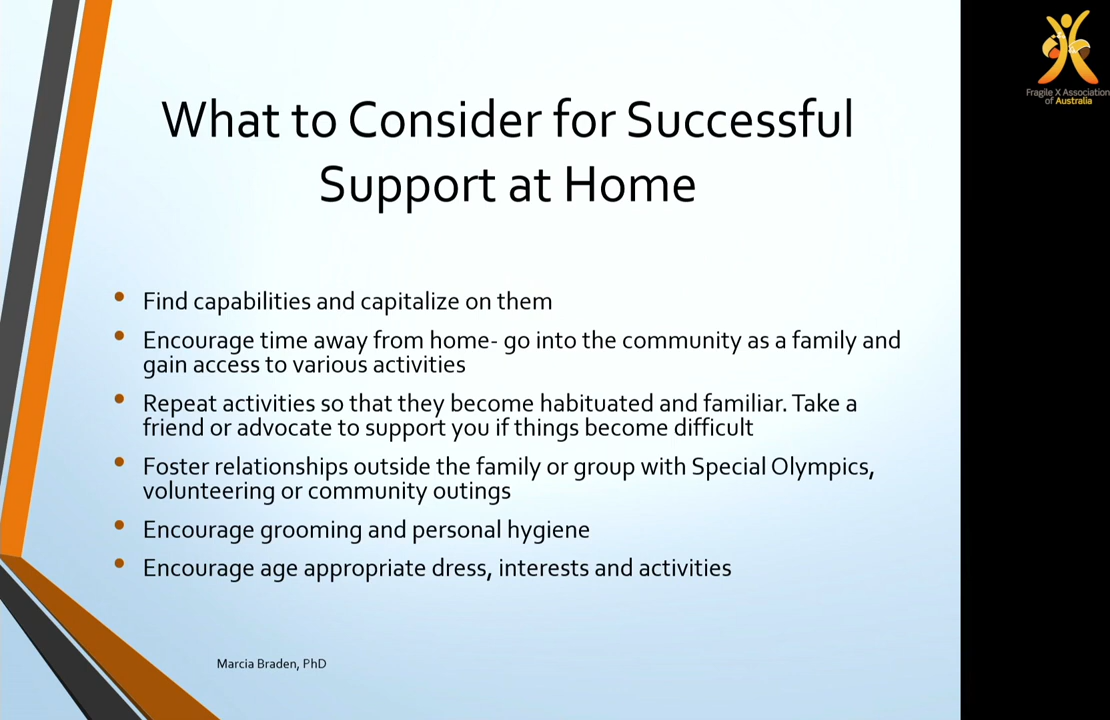 What to Consider for Successful
Support at Home
• Find capabilities and capitalize on them
• Encourage time away from home- go into the community as a family and
gain access to various activities
• Repeat activities so that they become habituated and familiar. Take a
friend or advocate to support you if things become difficult
• Foster relationships outside the family or group with Special Olympics,
volunteering or community outings
• Encourage grooming and personal hygiene
• Encourage age appropriate dress, interests and activities
Marcia Braden, PhD
Fragile X Association
of Australia